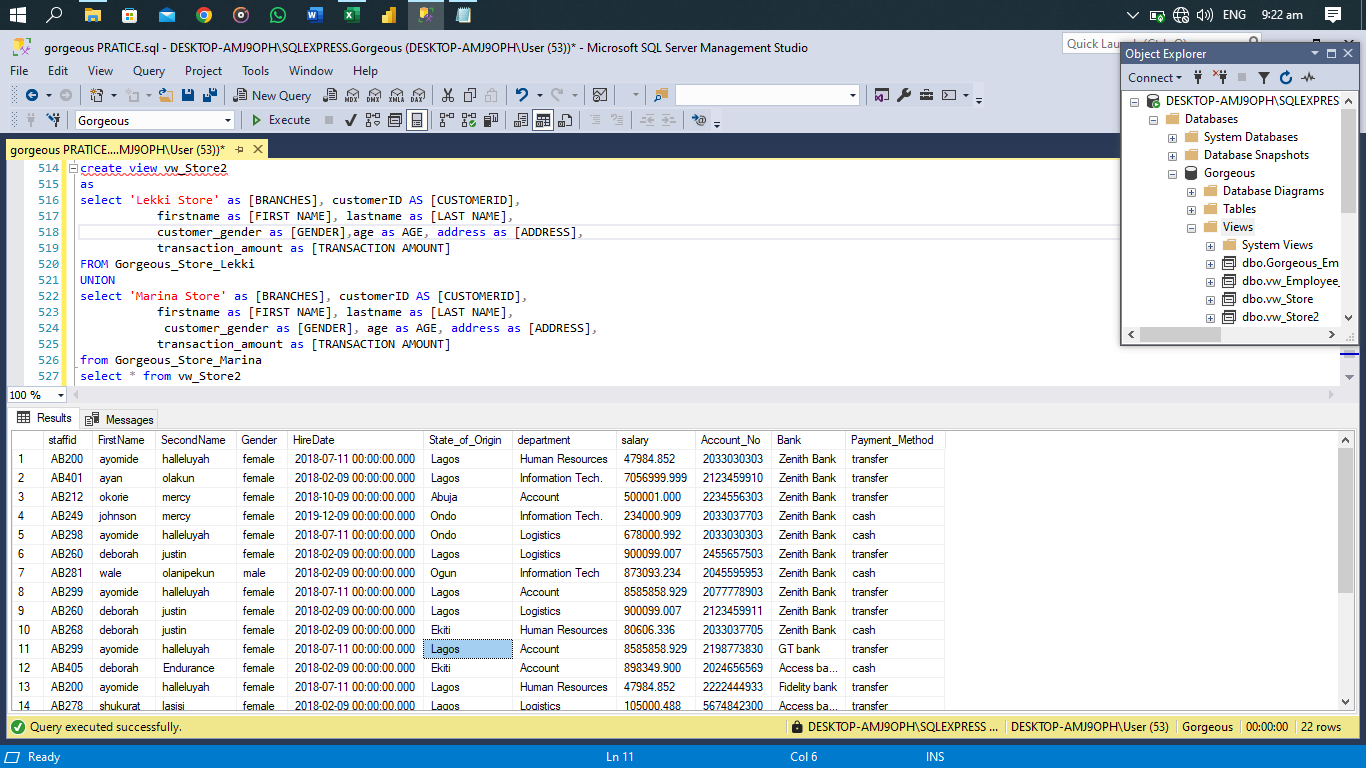 ENG 9:22 am
gorgeous PRATICE.sql - DESKTOP-AMJ9OPH\SQLEXPRESS.Gorgeous (DESKTOP-AMJ9OPH\User (53))* - Microsoft SQL Server Management Studio
File Edit View Query Project Tools Window Help
New Query MDX DMX XMLA DAX
Gorgeous Execute
gorgeous PRATICE....MJ9OPH\User (53))*
514 create view vw_Store2
515 as
516 select 'Lekki Store' as [BRANCHES], customerID AS [CUSTOMERID],
517 firstname as [FIRST NAME], lastname as [LAST NAME],
518 customer_gender as [GENDER],age as AGE, address as [ADDRESS],
519 transaction_amount as [TRANSACTION AMOUNT]
520 FROM Gorgeous_Store_Lekki
521 UNION
522 select 'Marina Store' as [BRANCHES], customerID AS [CUSTOMERID],
523 firstname as [FIRST NAME], lastname as [LAST NAME],
524 customer_gender as [GENDER], age as AGE, address as [ADDRESS],
525 transaction_amount as [TRANSACTION AMOUNT]
526 from Gorgeous_Store_Marina
527 select * from vw_Store2
Object Explorer
Connect
DESKTOP-AMJ9OPH\SQLEXPRES
Databases
System Databases
Database Snapshots
Gorgeous
Database Diagrams
Tables
Views
System Views
dbo.Gorgeous_Em
dbo.vw_Employee_
dbo.vw_Store
dbo.vw_Store2
100 %
Results Messages
staffid FirstName SecondName Gender HireDate State_of_Origin department salary Account_No Bank Payment_Method
1 AB200 ayomide halleluyah female 2018-07-11 00:00:00.000 Lagos Human Resources 47984.852 2033030303 Zenith Bank transfer
2 AB401 ayan olakun female 2018-02-09 00:00:00.000 Lagos Information Tech. 7056999.999 2123459910 Zenith Bank transfer
3 AB212 okorie mercy female 2018-10-09 00:00:00.000 Abuja Account 500001.000 2234556303 Zenith Bank transfer
4 AB249 johnson mercy female 2019-12-09 00:00:00.000 Ondo Information Tech. 234000.909 2033037703 Zenith Bank cash
5 AB298 ayomide halleluyah female 2018-07-11 00:00:00.000 Ondo Logistics 678000.992 2033030303 Zenith Bank cash
6 AB260 deborah justin female 2018-02-09 00:00:00.000 Lagos Logistics 900099.007 2455657503 Zenith Bank transfer
7 AB281 wale olanipekun male 2018-02-09 00:00:00.000 Ogun Information Tech 873093.234 2045595953 Zenith Bank cash
8 AB299 ayomide halleluyah female 2018-07-11 00:00:00.000 Lagos Account 8585858.929 2077778903 Zenith Bank transfer
9 AB260 deborah justin female 2018-02-09 00:00:00.000 Lagos Logistics 900099.007 2123459911 Zenith Bank transfer
10 AB268 deborah justin female 2018-02-09 00:00:00.000 Ekiti Human Resources 80606.336 2033037705 Zenith Bank cash
11 AB299 ayomide halleluyah female 2018-07-11 00:00:00.000 Lagos Account 8585858.929 2198773830 GT bank transfer
12 AB405 deborah Endurance female 2018-02-09 00:00:00.000 Ekiti Account 898349.900 2024656569 Access ba... cash
13 AB200 ayomide halleluyah female 2018-07-11 00:00:00.000 Lagos Human Resources 47984.852 2222444933 Fidelity bank transfer
14 AB278 shukurat lasisi female 2018-02-09 00:00:00.000 Lagos Logistics 105000.488 5674842300 Access ba... transfer
Query executed successfully. DESKTOP-AMJ9OPH\SQLEXPRESS ... DESKTOP-AMJ9OPH\User (53) Gorgeous 00:00:00 22 rows
Ready Ln 11 Col 6 INS